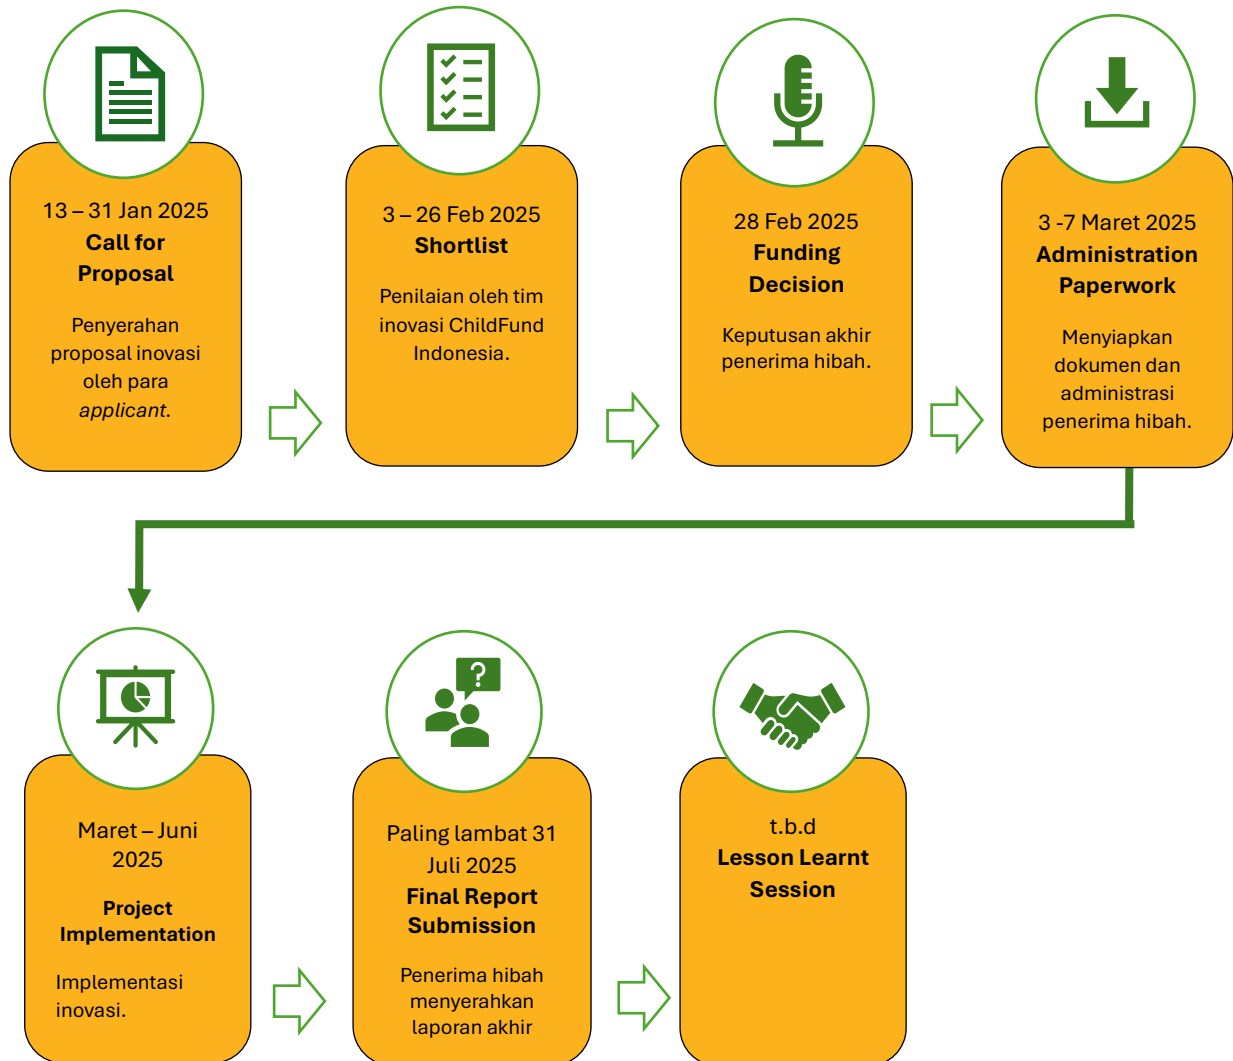 13 – 31 Jan 2025
Call for
Proposal
Penyerahan
proposal inovasi
oleh para
applicant.
3 – 26 Feb 2025
Shortlist
Penilaian oleh tim
inovasi ChildFund
Indonesia.
28 Feb 2025
Funding
Decision
Keputusan akhir
penerima hibah.
3 -7 Maret 2025
Administration
Paperwork
Menyiapkan
dokumen dan
administrasi
penerima hibah.
Maret – Juni
2025
Project
Implementation
Implementasi
inovasi.
?
Paling lambat 31
Juli 2025
Final Report
Submission
Penerima hibah
menyerahkan
laporan akhir
t.b.d
Lesson Learnt
Session